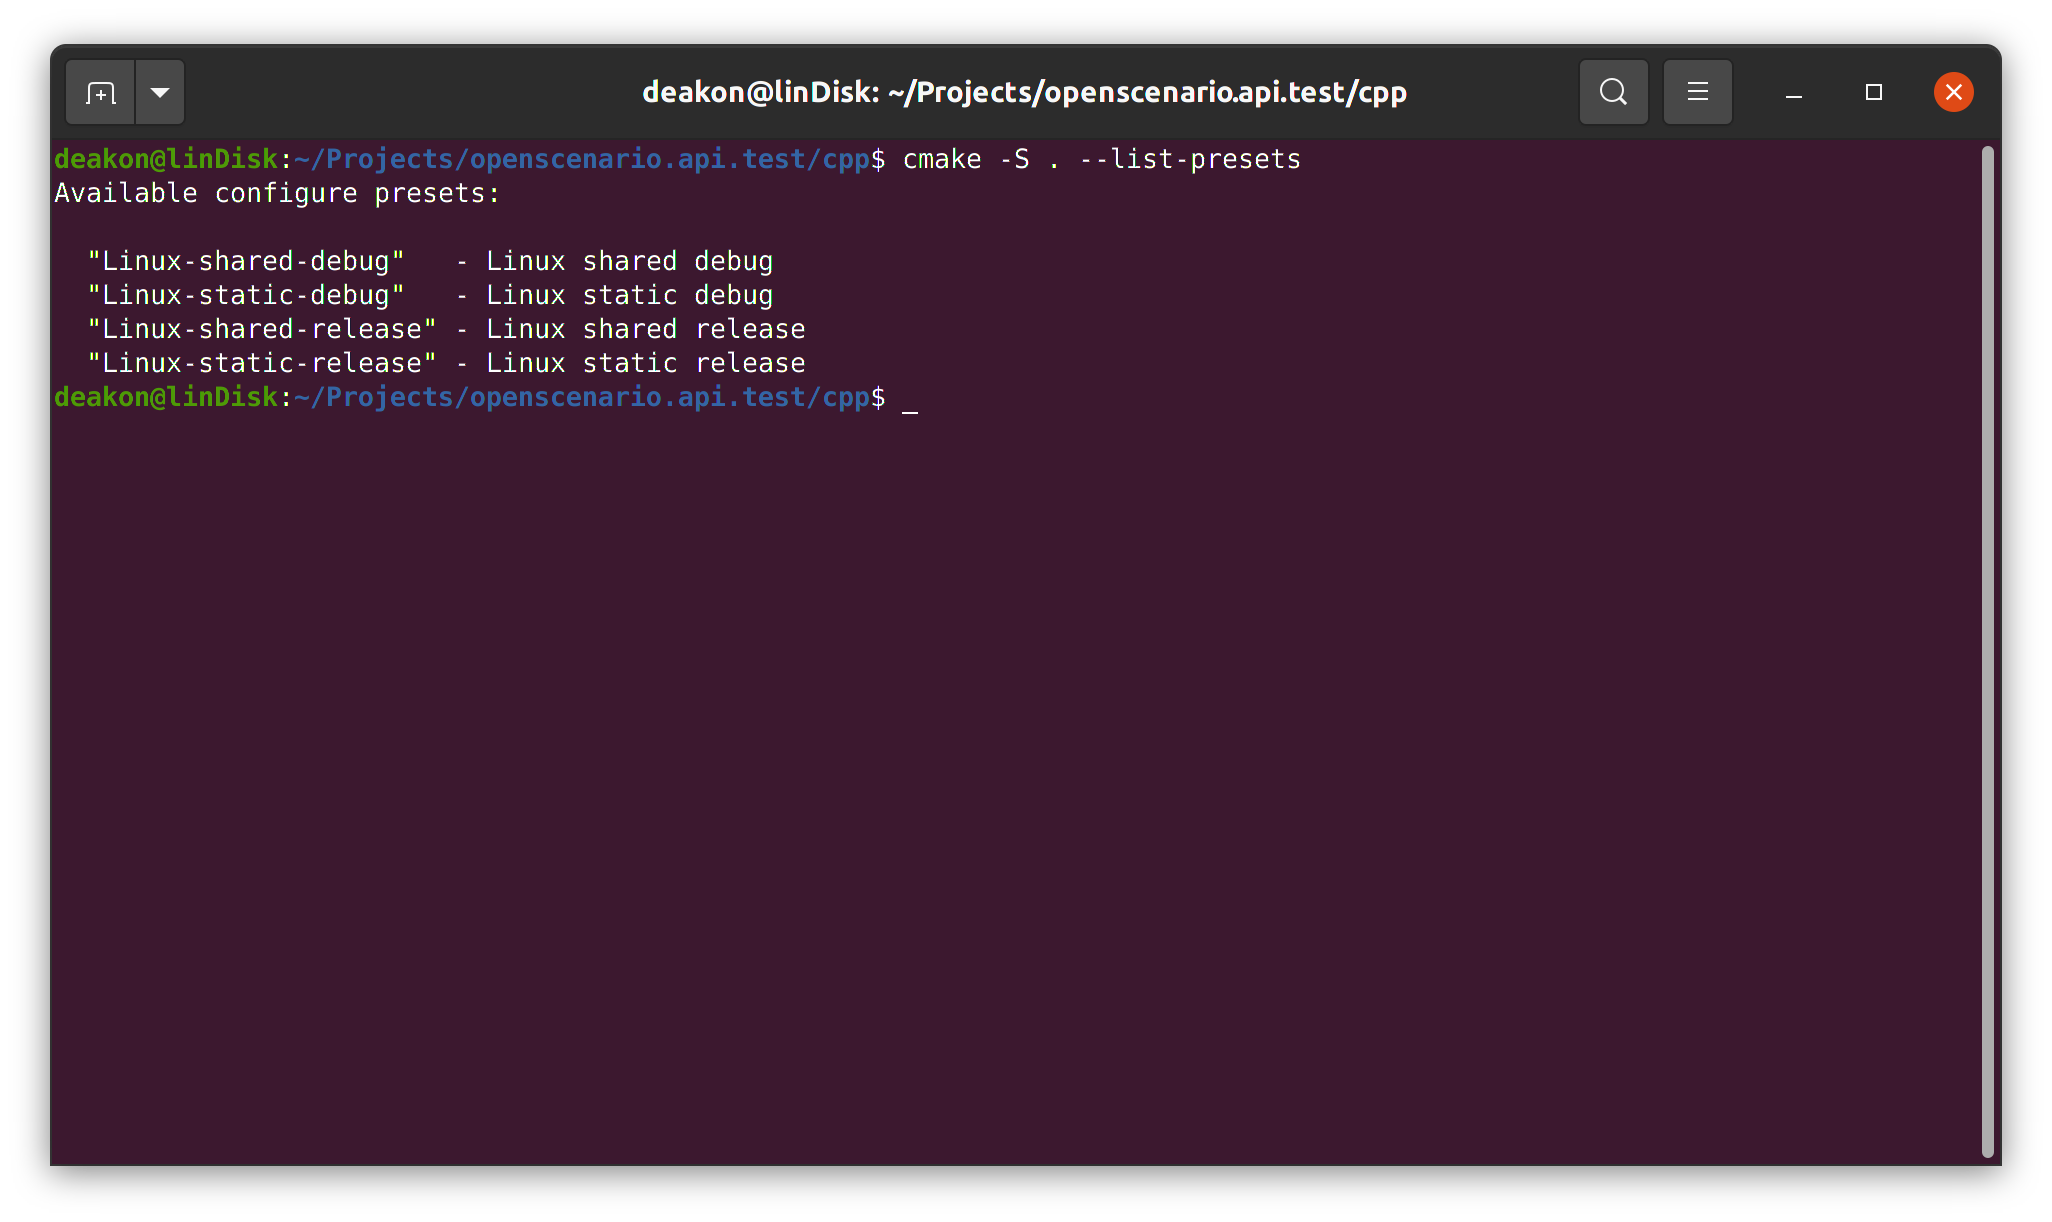 deakon@linDisk: ~/Projects/openscenario.api.test/cpp
deakon@linDisk:~/Projects/openscenario.api.test/cpp$ cmake -S . --list-presets
Available configure presets:
"Linux-shared-debug"   - Linux shared debug
"Linux-static-debug"   - Linux static debug
"Linux-shared-release" - Linux shared release
"Linux-static-release" - Linux static release
deakon@linDisk:~/Projects/openscenario.api.test/cpp$ _